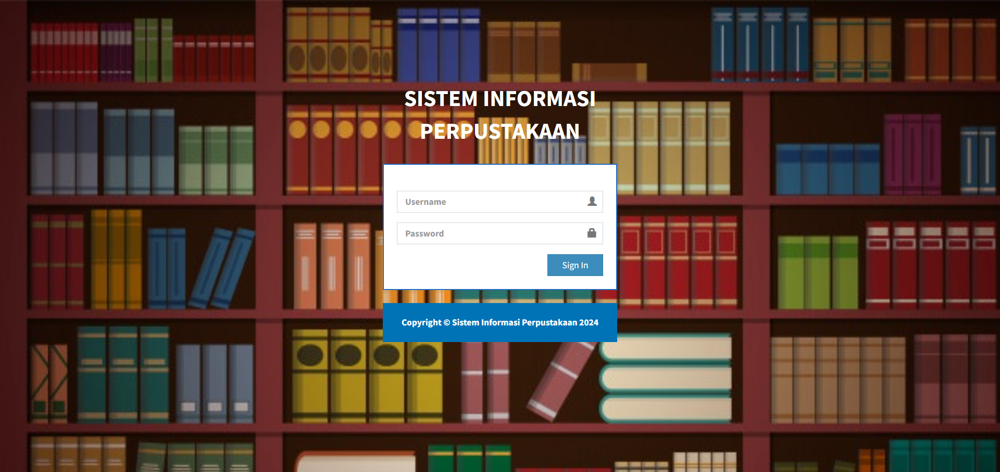 SISTEM INFORMASI
PERPUSTAKAAN
Username
Password
Sign In
Copyright © Sistem Informasi Perpustakaan 2024